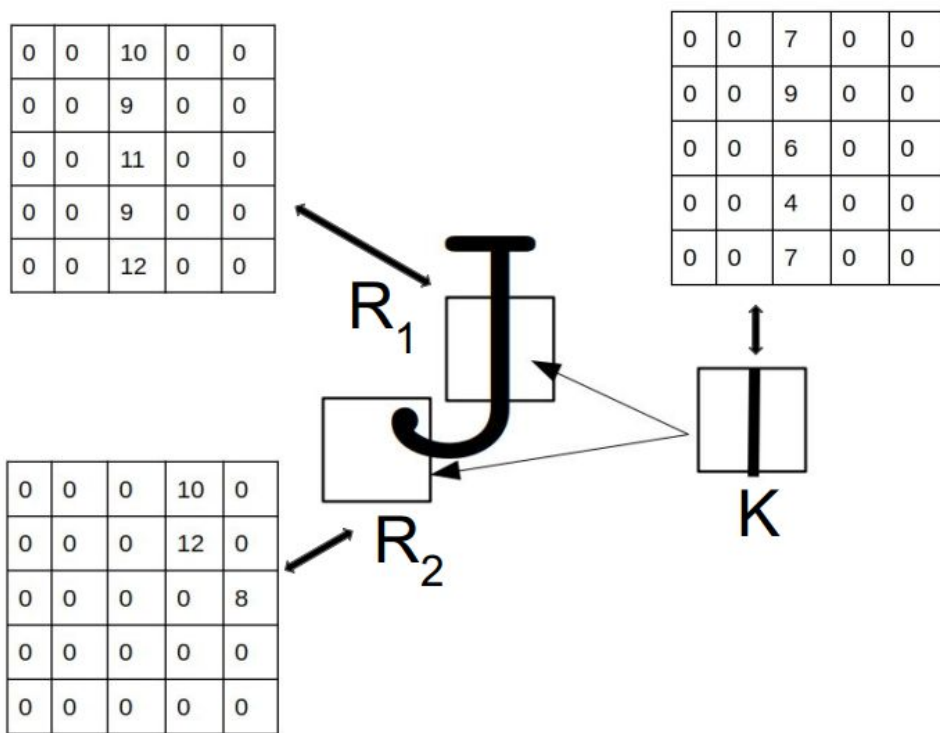 0 0 10 0 0
0 0 9 0 0
0 0 11 0 0
0 0 9 0 0
0 0 12 0 0
0 0 7 0 0
0 0 9 0 0
0 0 6 0 0
0 0 4 0 0
0 0 7 0 0
J
R1
K
R2
0 0 0 10 0
0 0 0 12 0
0 0 0 0 8
0 0 0 0 0
0 0 0 0 0